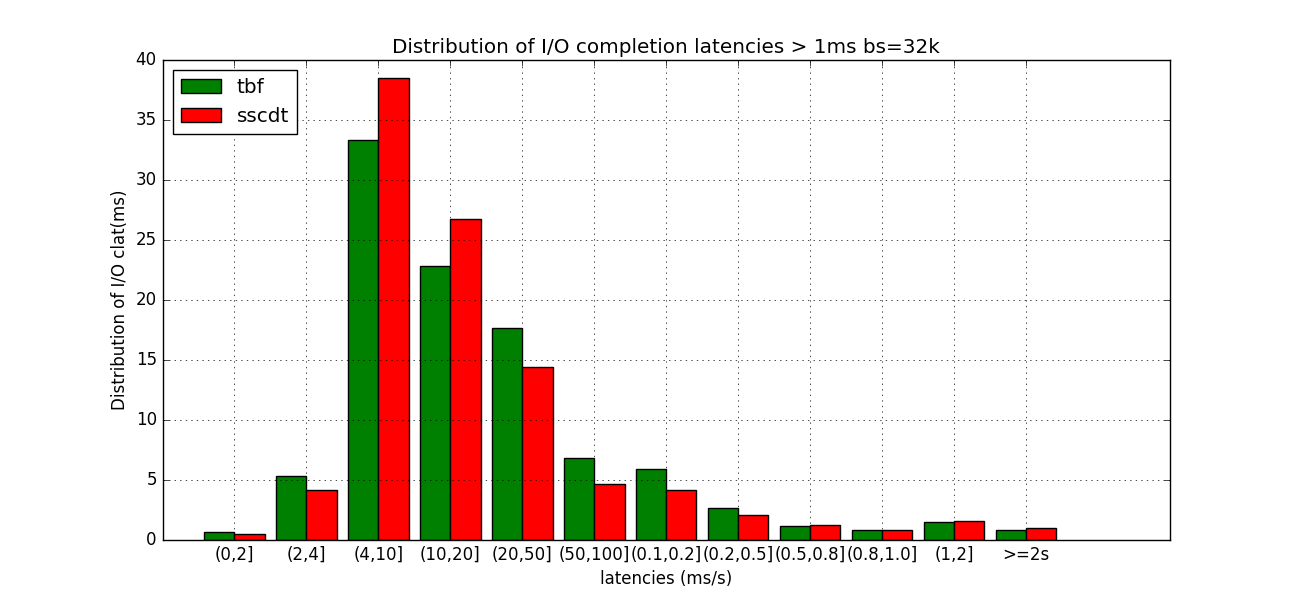 Distribution of I/O completion latencies > 1ms bs=32k
tbf
sscdt
Distribution of I/O clat(ms)
40
35
30
25
20
15
10
5
0
(0,2] (2,4] (4,10] (10,20] (20,50] (50,100] (0.1,0.2] (0.2,0.5] (0.5,0.8] (0.8,1.0] (1,2] >=2s
latencies (ms/s)